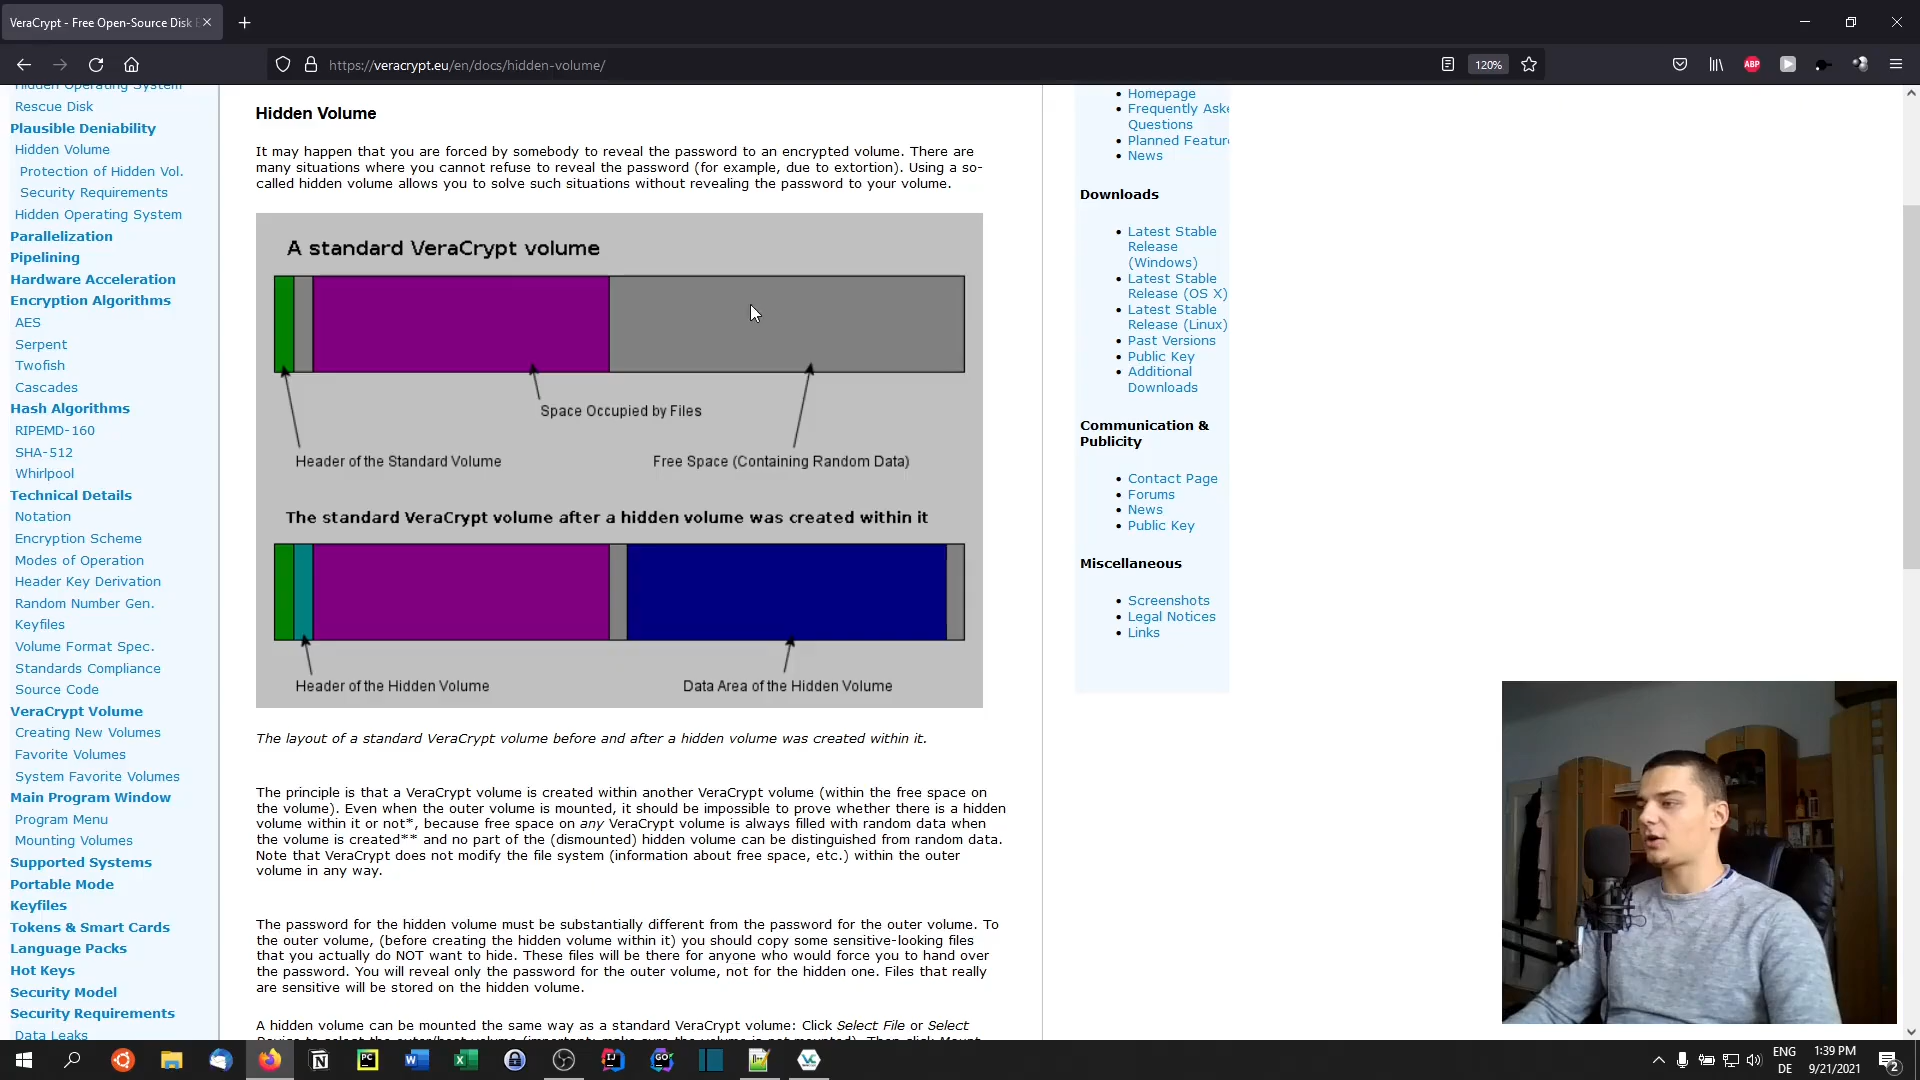 VeraCrypt - Free Open-Source Disk
https://veracrypt.eu/en/docs/hidden-volume/
120%
ABP
Hidden Operating System
Rescue Disk
Plausible Deniability
Hidden Volume
Protection of Hidden Vol.
Security Requirements
Hidden Operating System
Parallelization
Pipelining
Hardware Acceleration
Encryption Algorithms
AES
Serpent
Twofish
Cascades
Hash Algorithms
RIPEMD-160
SHA-512
Whirlpool
Technical Details
Notation
Encryption Scheme
Modes of Operation
Header Key Derivation
Random Number Gen.
Keyfiles
Volume Format Spec.
Standards Compliance
Source Code
VeraCrypt Volume
Creating New Volumes
Favorite Volumes
System Favorite Volumes
Main Program Window
Program Menu
Mounting Volumes
Supported Systems
Portable Mode
Keyfiles
Tokens & Smart Cards
Language Packs
Hot Keys
Security Model
Security Requirements
Data Leaks
Hidden Volume
It may happen that you are forced by somebody to reveal the password to an encrypted volume. There are
many situations where you cannot refuse to reveal the password (for example, due to extortion). Using a so-
called hidden volume allows you to solve such situations without revealing the password to your volume.
A standard VeraCrypt volume
Space Occupied by Files
Header of the Standard Volume
Free Space (Containing Random Data)
The standard VeraCrypt volume after a hidden volume was created within it
Header of the Hidden Volume
Data Area of the Hidden Volume
The layout of a standard VeraCrypt volume before and after a hidden volume was created within it.
The principle is that a VeraCrypt volume is created within another VeraCrypt volume (within the free space on
the volume). Even when the outer volume is mounted, it should be impossible to prove whether there is a hidden
volume within it or not*, because free space on any VeraCrypt volume is always filled with random data when
the volume is created** and no part of the (dismounted) hidden volume can be distinguished from random data.
Note that VeraCrypt does not modify the file system (information about free space, etc.) within the outer
volume in any way.
The password for the hidden volume must be substantially different from the password for the outer volume. To
the outer volume, (before creating the hidden volume within it) you should copy some sensitive-looking files
that you actually do NOT want to hide. These files will be there for anyone who would force you to hand over
the password. You will reveal only the password for the outer volume, not for the hidden one. Files that really
are sensitive will be stored on the hidden volume.
A hidden volume can be mounted the same way as a standard VeraCrypt volume: Click Select File or Select
Homepage
Frequently Aske
Questions
Planned Featur
News
Downloads
Latest Stable
Release
(Windows)
Latest Stable
Release (OS X)
Latest Stable
Release (Linux)
Past Versions
Public Key
Additional
Downloads
Communication &
Publicity
Contact Page
Forums
News
Public Key
Miscellaneous
Screenshots
Legal Notices
Links
ENG
DE
1:39 PM
9/21/2021
2